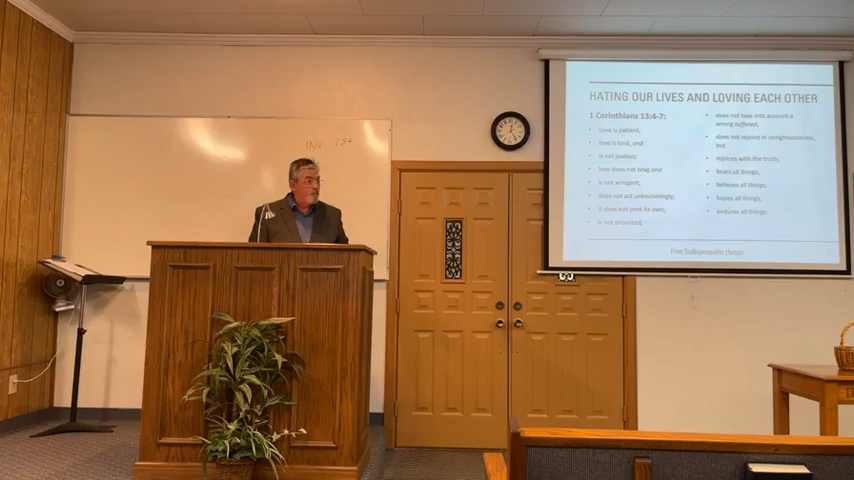 INV 194
HATING OUR LIVES AND LOVING EACH OTHER
1 Corinthians 13:4-7:
Love is patient,
love is kind, and
is not jealous;
love does not brag and
is not arrogant,
does not act unbecomingly;
it does not seek its own,
is not provoked,
does not take into account a
wrong suffered,
does not rejoice in unrighteousness,
but
rejoices with the truth;
bears all things,
believes all things,
hopes all things,
endures all things.
Five Indispensable things